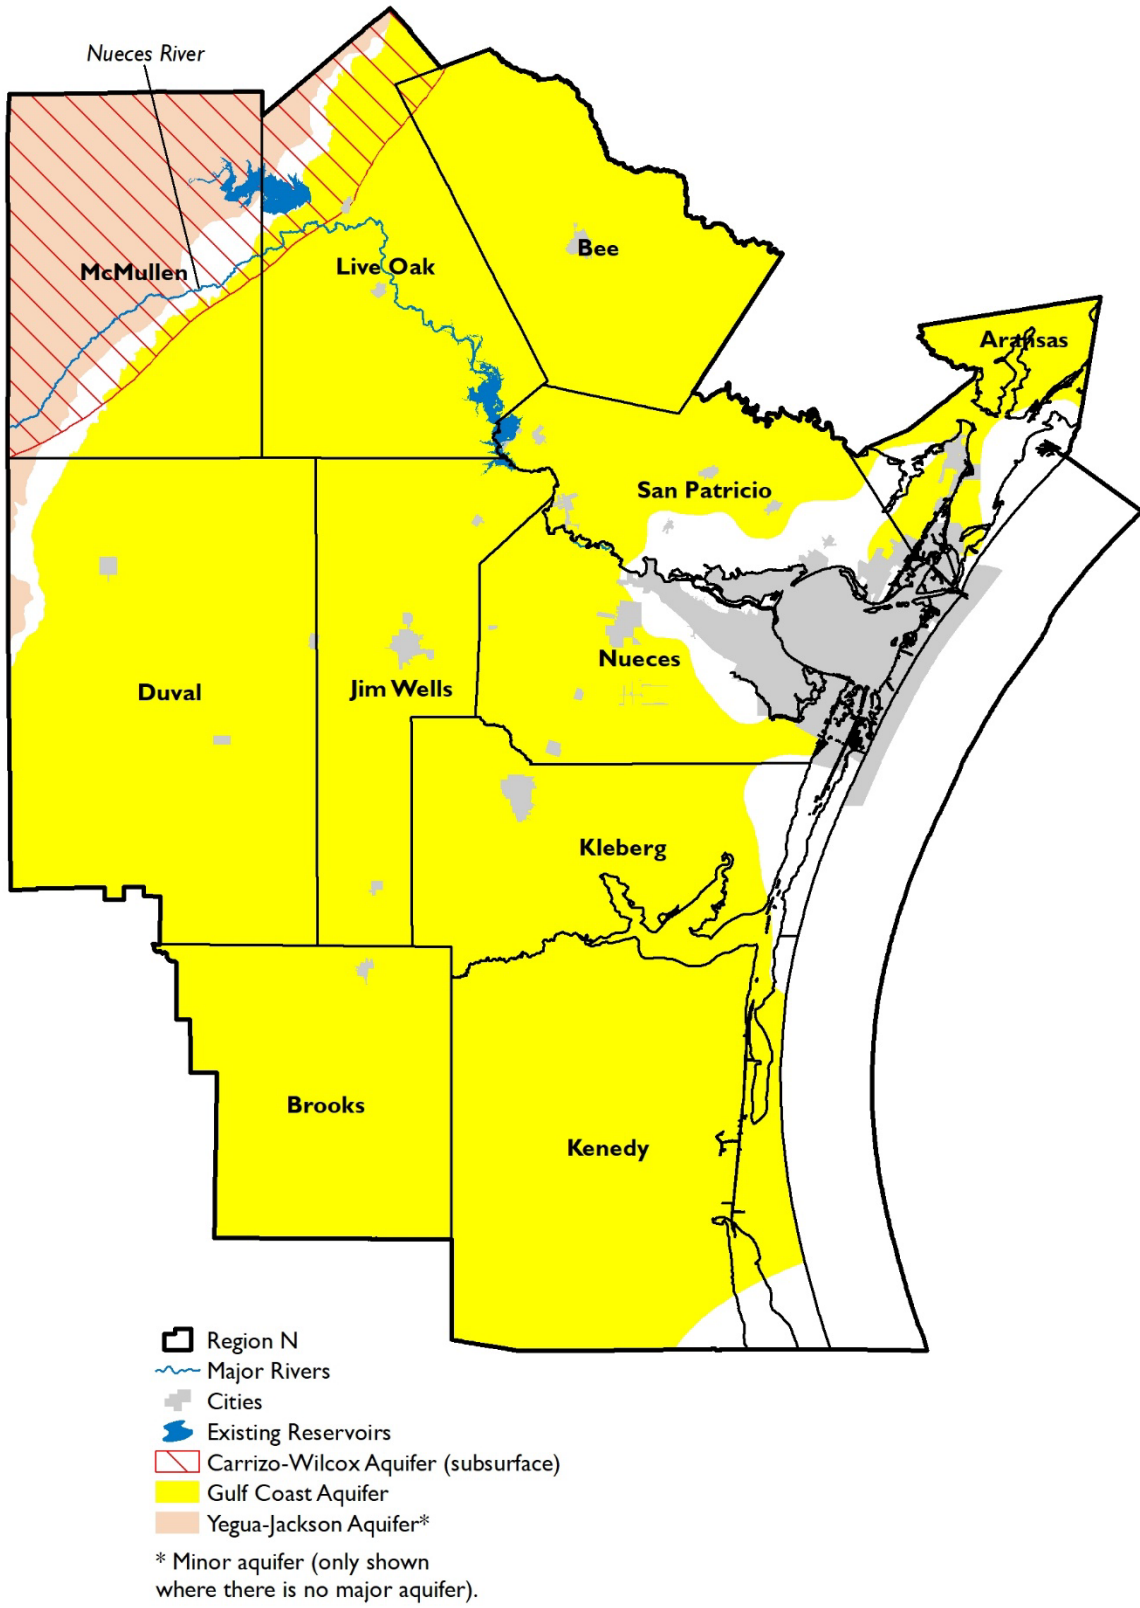 Nueces River
Bee
McMullen
Live Oak
Aransas
San Patricio
Nueces
Duval
Jim Wells
Kleberg
Brooks
Kenedy
Region N
Major Rivers
Cities
Existing Reservoirs
Carrizo-Wilcox Aquifer (subsurface)
Gulf Coast Aquifer
Yegua-Jackson Aquifer*
* Minor aquifer (only shown
where there is no major aquifer).